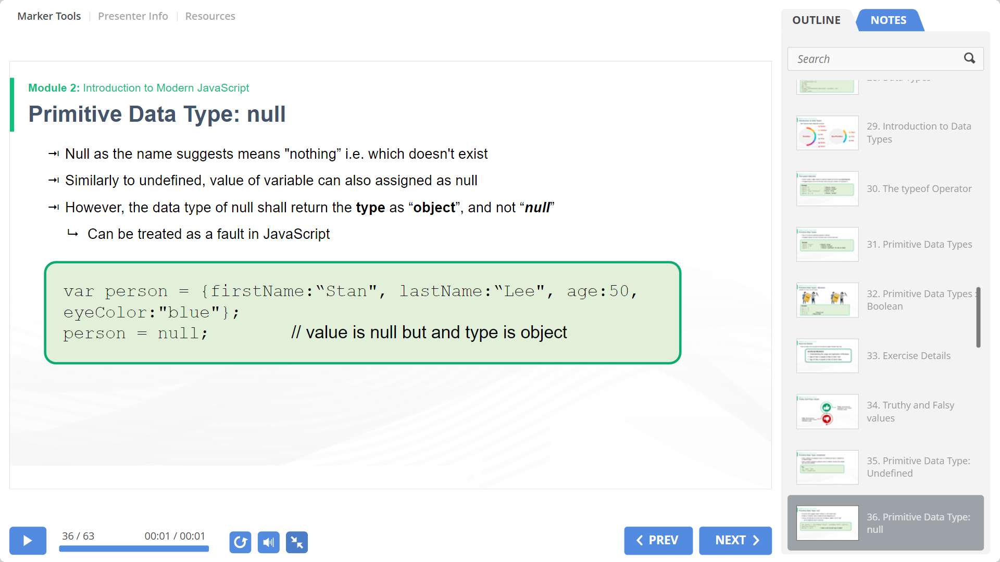 Marker Tools
Presenter Info
Resources
OUTLINE
NOTES
Search
Module 2: Introduction to Modern JavaScript
Primitive Data Type: null
Null as the name suggests means "nothing” i.e. which doesn't exist
Similarly to undefined, value of variable can also assigned as null
However, the data type of null shall return the type as “object”, and not “null”
Can be treated as a fault in JavaScript
var person = {firstName:“Stan", lastName:“Lee", age:50,
eyeColor:"blue"};
person = null; // value is null but and type is object
29. Introduction to Data
Types
30. The typeof Operator
31. Primitive Data Types
32. Primitive Data Types :
Boolean
33. Exercise Details
34. Truthy and Falsy
values
35. Primitive Data Type:
Undefined
36. Primitive Data Type:
null
36 / 63
00:01 / 00:01
PREV
NEXT